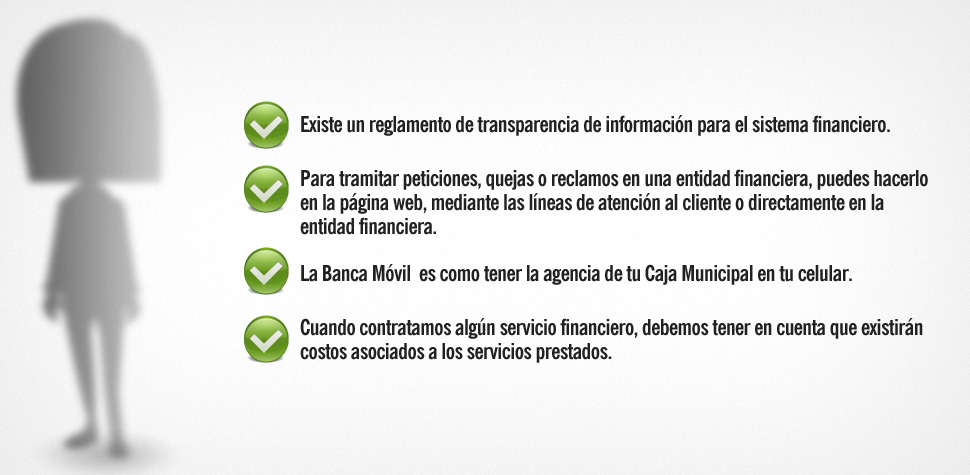 Existe un reglamento de transparencia de información para el sistema financiero.
Para tramitar peticiones, quejas o reclamos en una entidad financiera, puedes hacerlo
en la página web, mediante las líneas de atención al cliente o directamente en la
entidad financiera.
La Banca Móvil  es como tener la agencia de tu Caja Municipal en tu celular.
Cuando contratamos algún servicio financiero, debemos tener en cuenta que existirán
costos asociados a los servicios prestados.